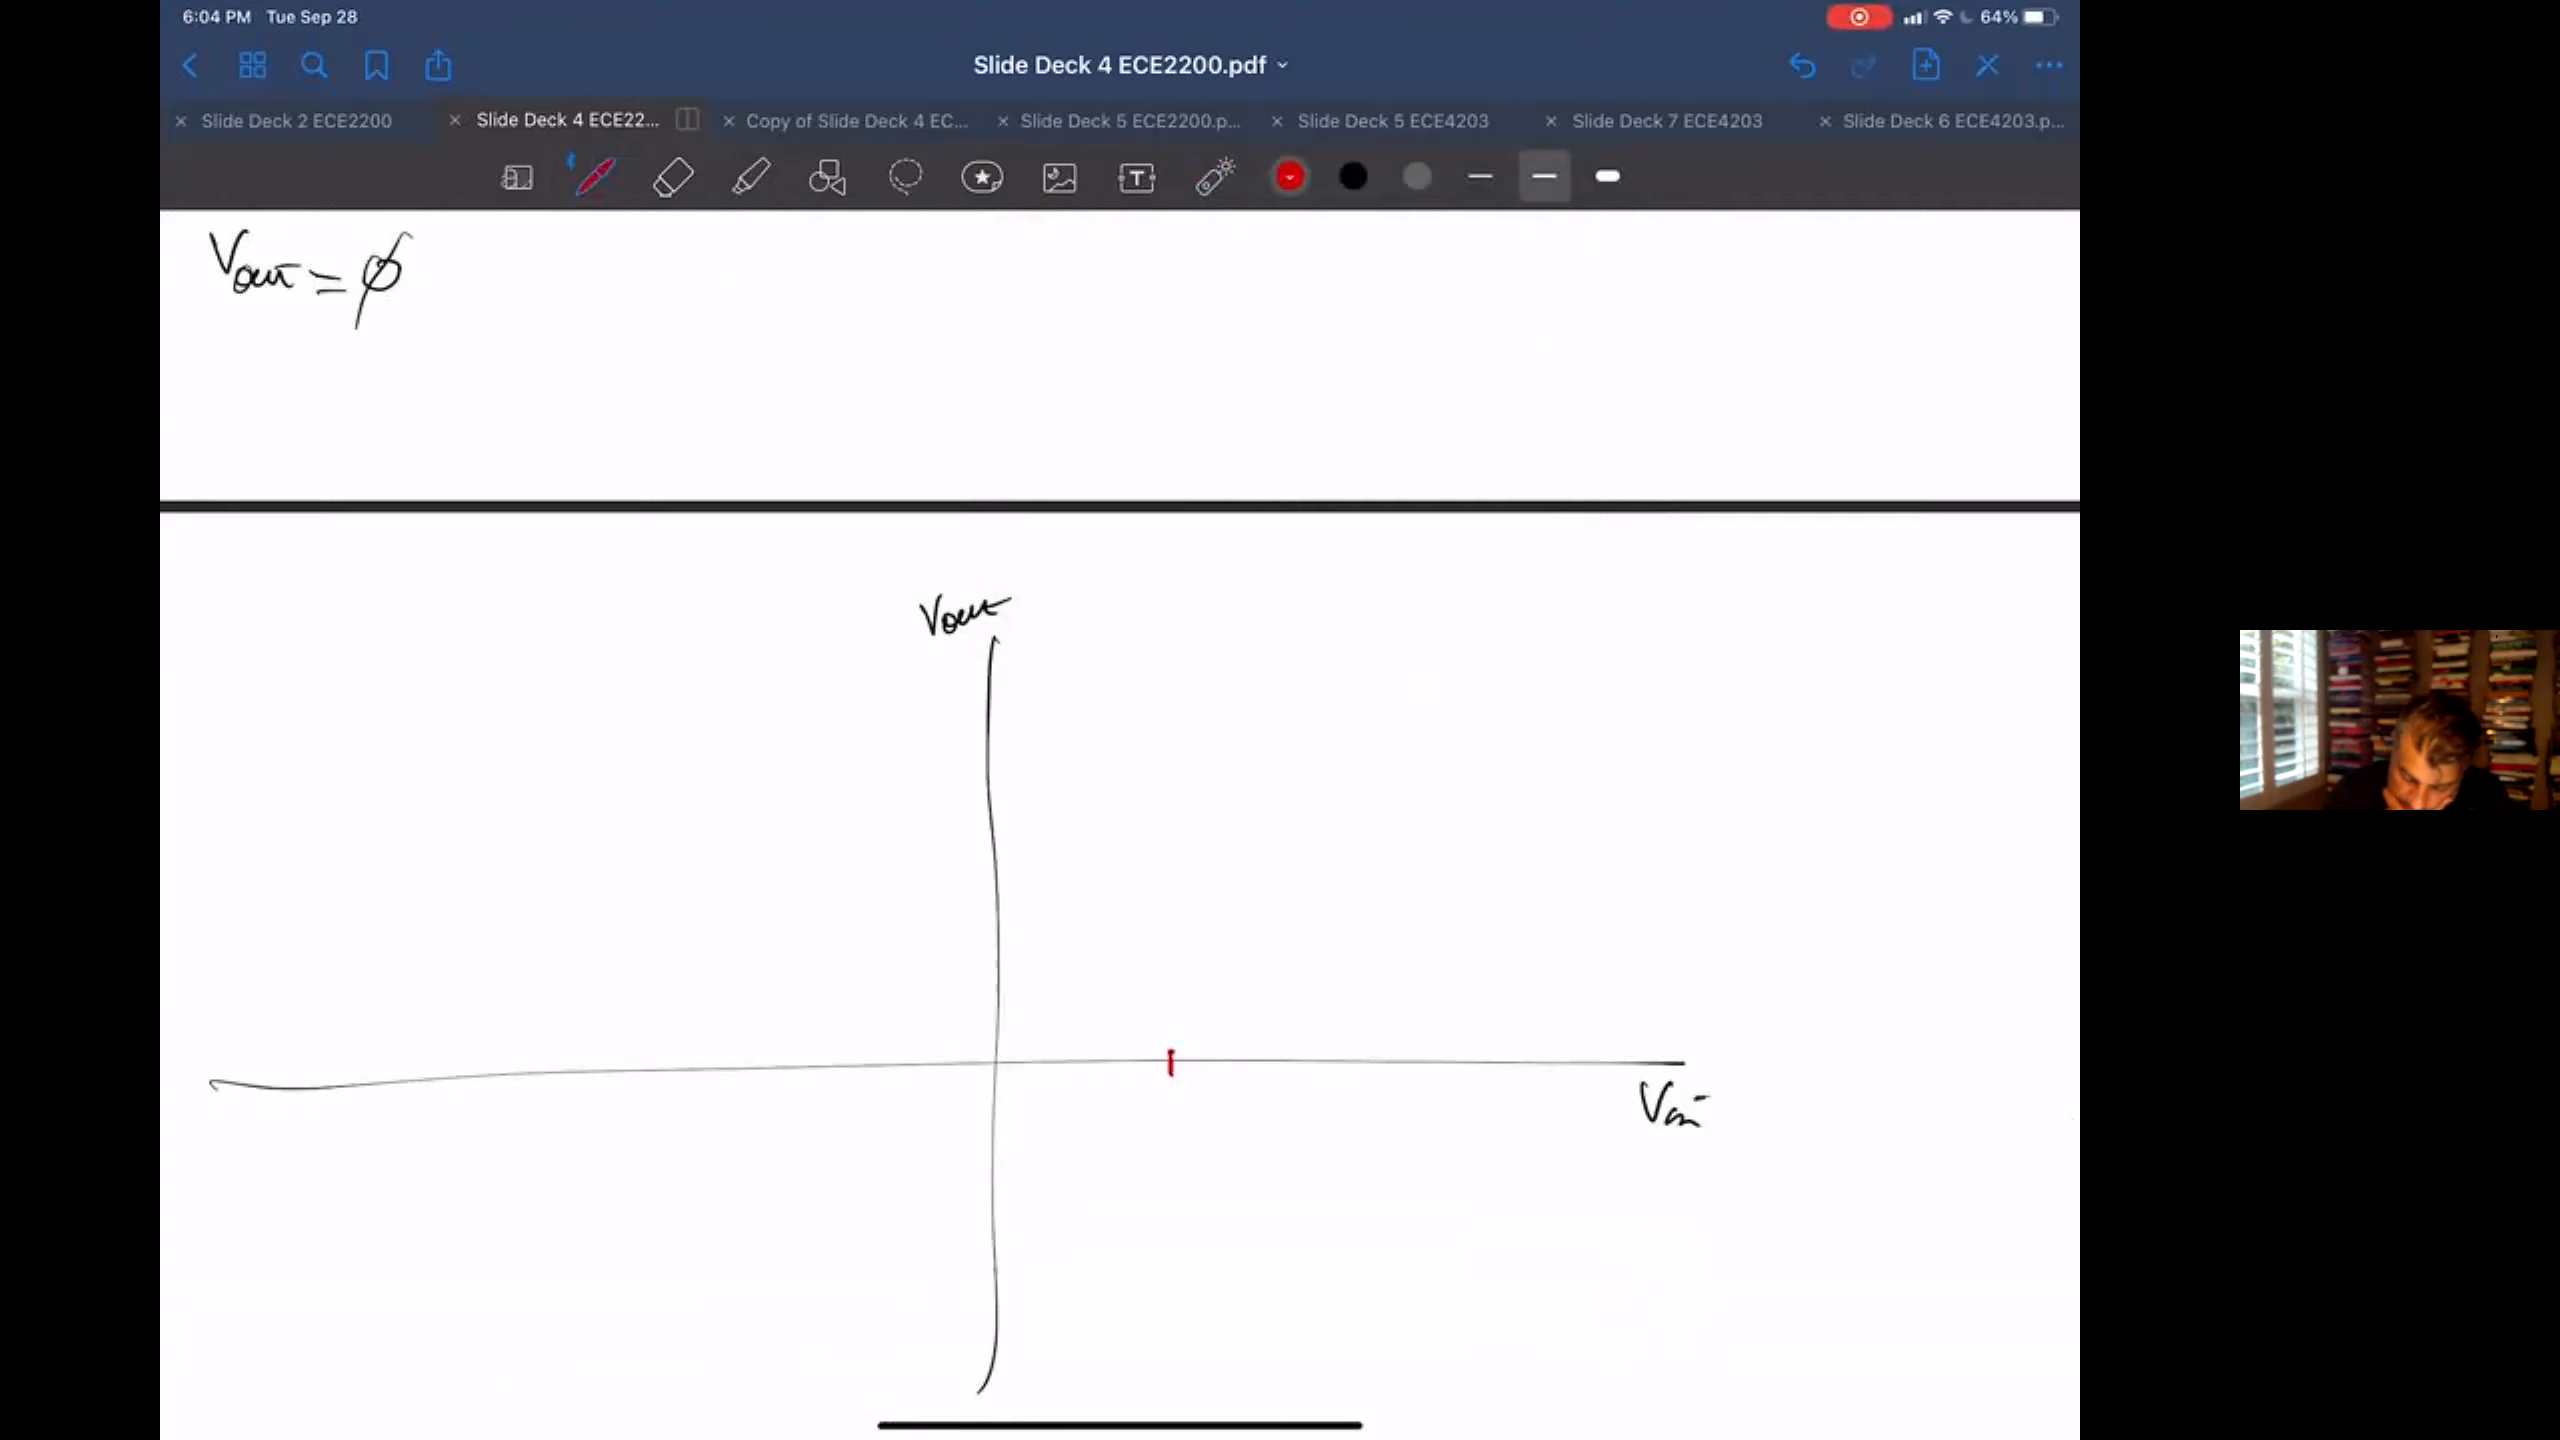 6:04 PM Tue Sep 28
64%
Slide Deck 4 ECE2200.pdf
Slide Deck 2 ECE2200
Slide Deck 4 ECE22...
Copy of Slide Deck 4 EC...
Slide Deck 5 ECE2200.p...
Slide Deck 5 ECE4203
Slide Deck 7 ECE4203
Slide Deck 6 ECE4203.p...
Vout = ϕ
Vout
Vin